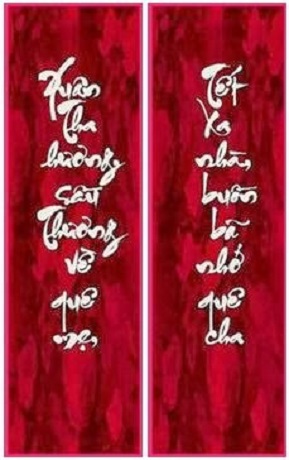 Xuân
Tha
hương,
sầu
Thương
về
quê
mẹ,
Tết
Xa
nhà,
buồn
bã
nhớ
quê
cha